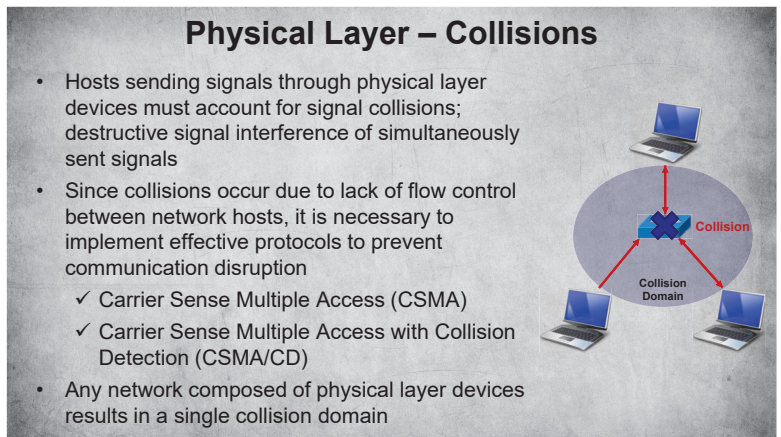 Physical Layer – Collisions
• Hosts sending signals through physical layer
devices must account for signal collisions;
destructive signal interference of simultaneously
sent signals
• Since collisions occur due to lack of flow control
between network hosts, it is necessary to
implement effective protocols to prevent
communication disruption
✓ Carrier Sense Multiple Access (CSMA)
✓ Carrier Sense Multiple Access with Collision
Detection (CSMA/CD)
• Any network composed of physical layer devices
results in a single collision domain
Collision
Collision
Domain